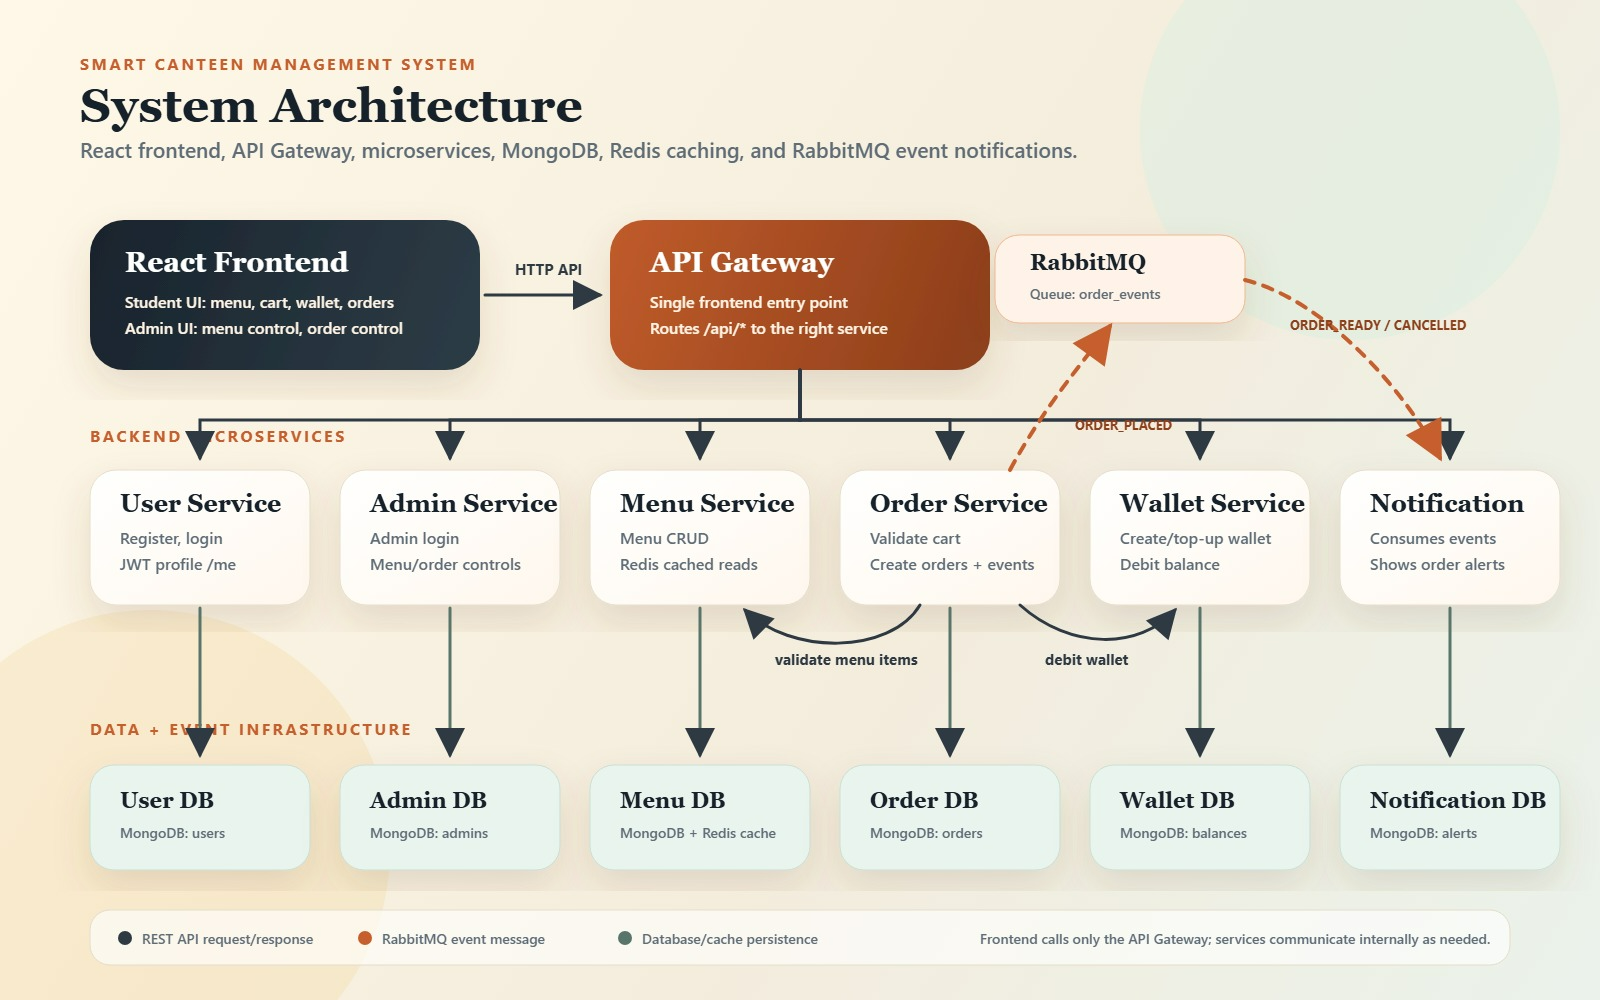 SMART CANTEEN MANAGEMENT SYSTEM
System Architecture
React frontend, API Gateway, microservices, MongoDB, Redis caching, and RabbitMQ event notifications.
React Frontend
Student UI: menu, cart, wallet, orders
Admin UI: menu control, order control
HTTP API
API Gateway
Single frontend entry point
Routes /api/* to the right service
RabbitMQ
Queue: order_events
ORDER_READY / CANCELLED
ORDER_PLACED
BACKEND MICROSERVICES
User Service
Register, login
JWT profile /me
Admin Service
Admin login
Menu/order controls
Menu Service
Menu CRUD
Redis cached reads
Order Service
Validate cart
Create orders + events
Wallet Service
Create/top-up wallet
Debit balance
Notification
Consumes events
Shows order alerts
validate menu items
debit wallet
DATA + EVENT INFRASTRUCTURE
User DB
MongoDB: users
Admin DB
MongoDB: admins
Menu DB
MongoDB + Redis cache
Order DB
MongoDB: orders
Wallet DB
MongoDB: balances
Notification DB
MongoDB: alerts
REST API request/response
RabbitMQ event message
Database/cache persistence
Frontend calls only the API Gateway; services communicate internally as needed.